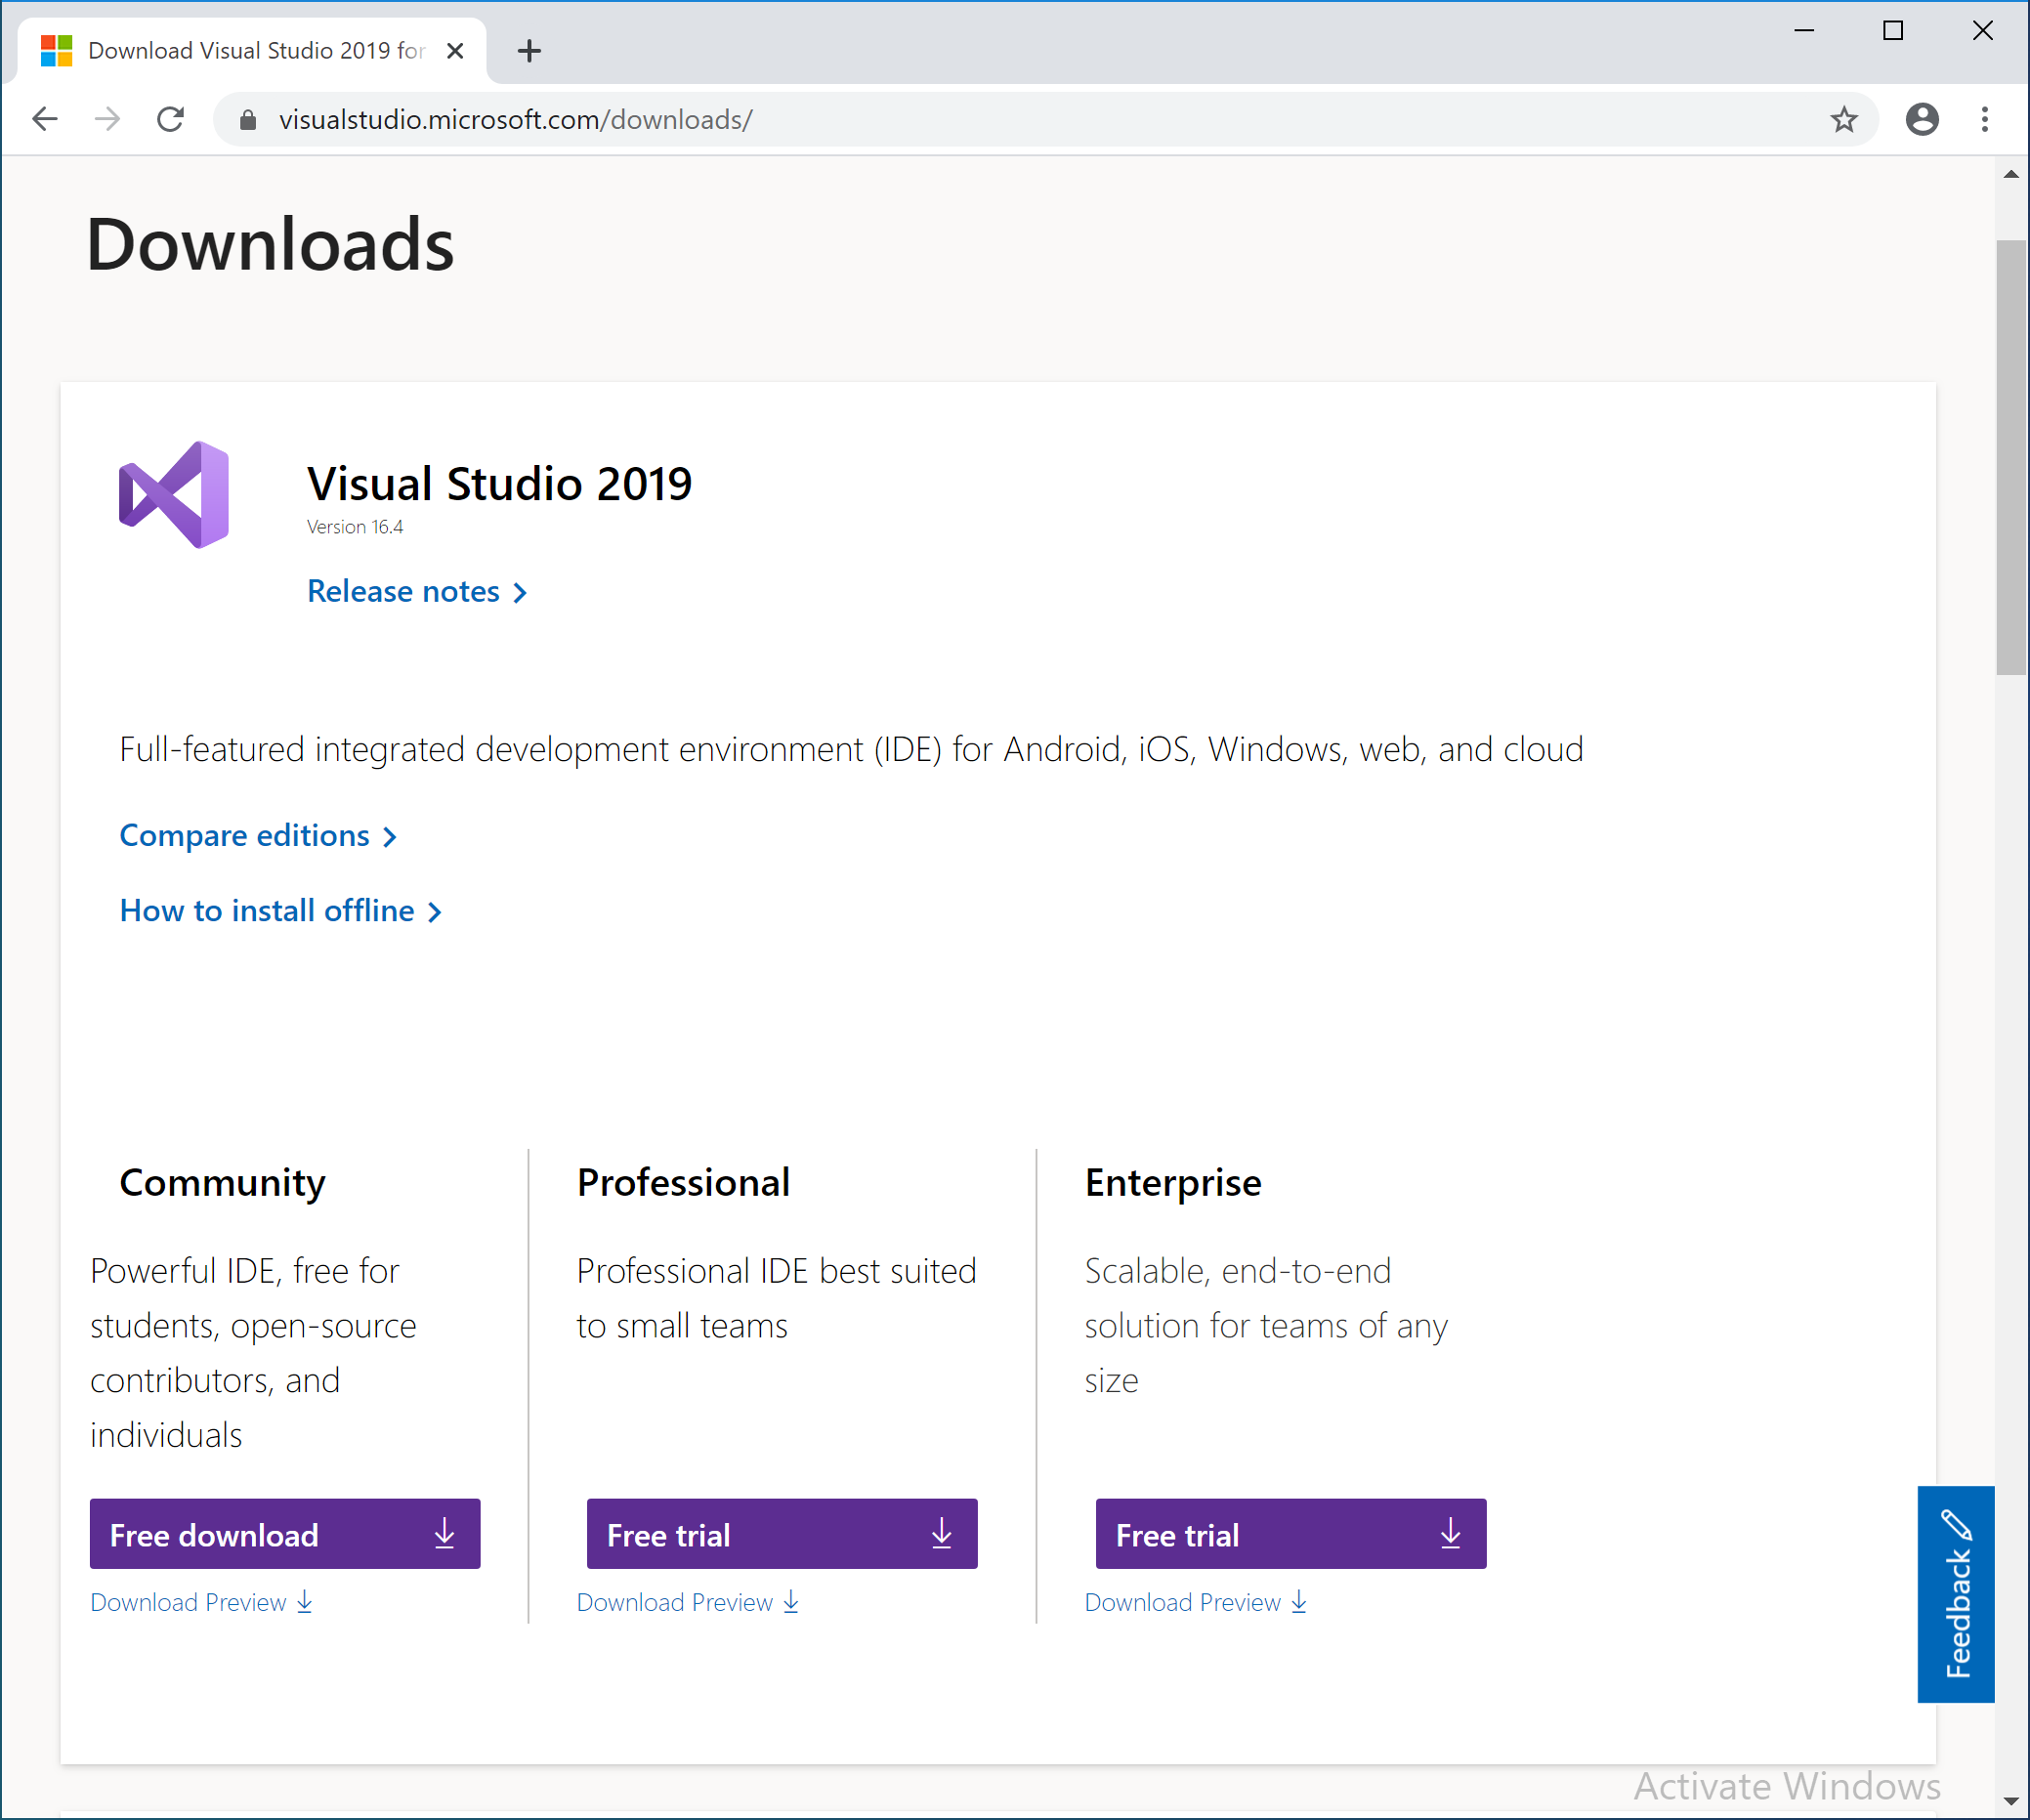 Download Visual Studio 2019 for
visualstudio.microsoft.com/downloads/
Downloads
Visual Studio 2019
Version 16.4
Release notes
Full-featured integrated development environment (IDE) for Android, iOS, Windows, web, and cloud
Compare editions
How to install offline
Community
Powerful IDE, free for
students, open-source
contributors, and
individuals
Free download
Download Preview
Professional
Professional IDE best suited
to small teams
Free trial
Download Preview
Enterprise
Scalable, end-to-end
solution for teams of any
size
Free trial
Download Preview
Feedback
Activate Windows